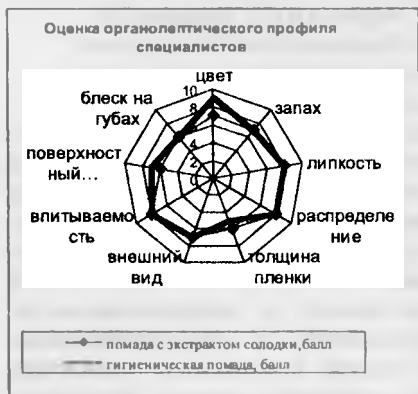 Оценка органолептического профиля
специалистов
цвет
10
8
6
4
2
0
запах
липкость
распределе
ние
толщина
пленки
внешний
вид
впитываемо
сть
поверхност
ный...
блеск на
губах
помада с экстрактом солодки, балл
гигиеническая помада, балл